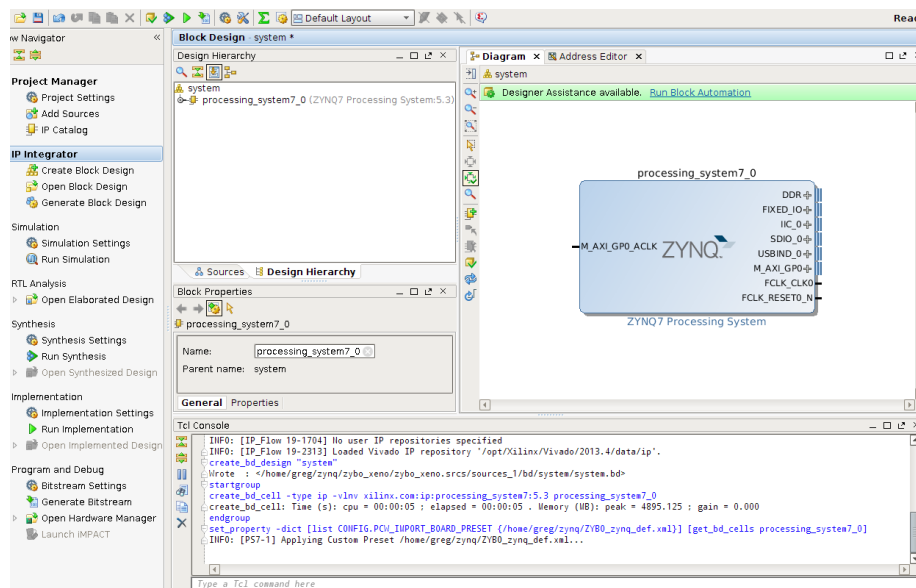 Default Layout
Rea
w Navigator
Project Manager
Project Settings
Add Sources
IP Catalog
IP Integrator
Create Block Design
Open Block Design
Generate Block Design
Simulation
Simulation Settings
Run Simulation
RTL Analysis
Open Elaborated Design
Synthesis
Synthesis Settings
Run Synthesis
Open Synthesized Design
Implementation
Implementation Settings
Run Implementation
Open Implemented Design
Program and Debug
Bitstream Settings
Generate Bitstream
Open Hardware Manager
Launch iMPACT
Block Design - system *
Design Hierarchy
system
processing_system7_0 (ZYNQ7 Processing System:5.3)
Sources
Design Hierarchy
Block Properties
processing_system7_0
Name: processing_system7_0
Parent name: system
General Properties
Diagram
Address Editor
system
Designer Assistance available. Run Block Automation
processing_system7_0
DDR
FIXED_IO
IIC_0
SDIO_0
USBIND_0
M_AXI_GP0
FCLK_CLK0
FCLK_RESET0_N
M_AXI_GP0_ACLK
ZYNQ
ZYNQ7 Processing System
Tcl Console
INFO: [IP_Flow 19-1704] No user IP repositories specified
INFO: [IP_Flow 19-2313] Loaded Vivado IP repository '/opt/Xilinx/Vivado/2013.4/data/ip'.
create_bd_design "system"
Wrote : </home/greg/zynq/zybo_xeno/zybo_xeno.srcs/sources_1/bd/system/system.bd>
startgroup
create_bd_cell -type ip -vlnv xilinx.com:ip:processing_system7:5.3 processing_system7_0
create_bd_cell: Time (s): cpu = 00:00:05 ; elapsed = 00:00:05 . Memory (MB): peak = 4895.125 ; gain = 0.000
endgroup
set_property -dict [list CONFIG.PCW_IMPORT_BOARD_PRESET {/home/greg/zynq/ZYBO_zynq_def.xml}] [get_bd_cells processing_system7_0]
INFO: [PS7-1] Applying Custom Preset /home/greg/zynq/ZYBO_zynq_def.xml...
Type a Tcl command here